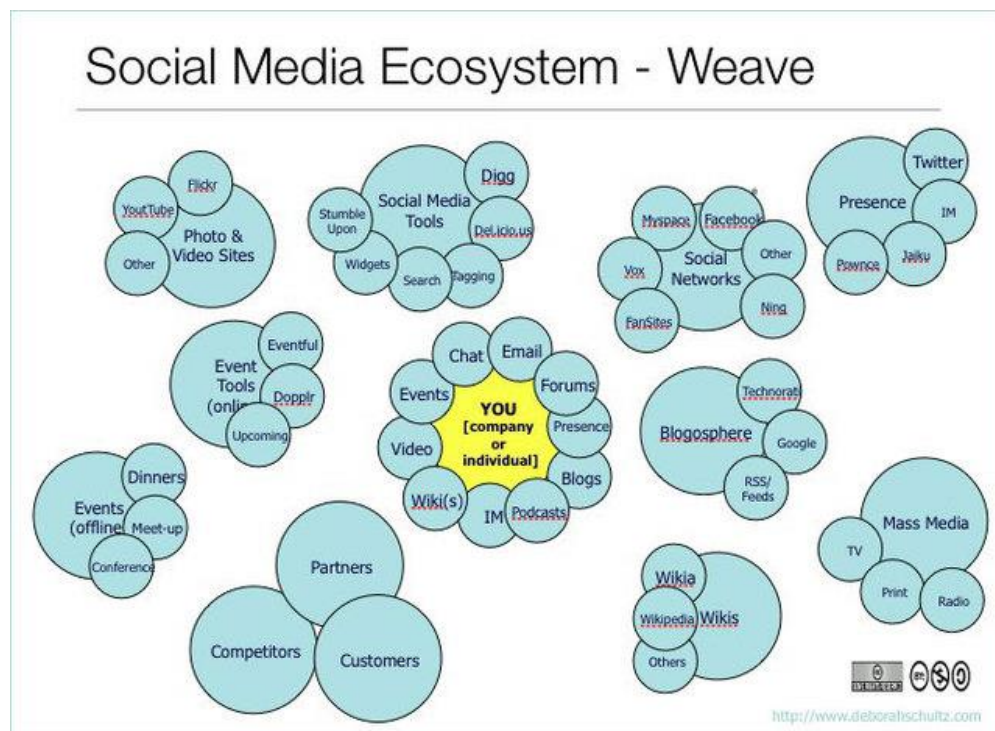 Social Media Ecosystem - Weave
Flickr
YoutTube
Other
Photo &
Video Sites
Social Media
Tools
Digg
Stumble
Upon
Del.icio.us
Widgets
Search
Tagging
Myspace
Facebook
Vox
Other
Social
Networks
FanSites
Ning
Twitter
Presence
IM
Pownce
Jaiku
Event
Tools
(onlin
Eventful
Dopplr
Upcoming
Chat
Email
Events
Forums
Video
Presence
Wiki(s)
Blogs
IM
Podcasts
YOU
[company
or
individual]
Blogosphere
Technorati
Google
RSS/
Feeds
Events
(offline
Dinners
Meet-up
Conference
Partners
Competitors
Customers
Wikia
Wikipedia
Wikis
Others
Mass Media
TV
Print
Radio
http://www.deborahschultz.com